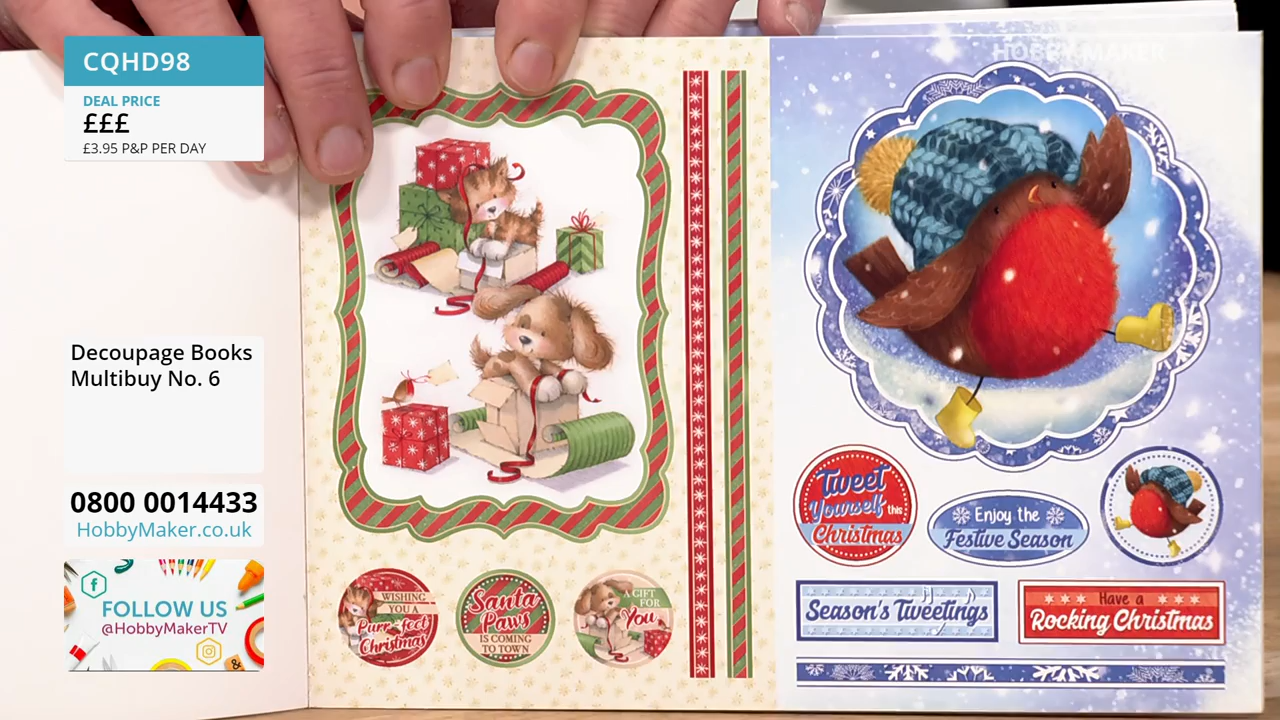 CQHD98
DEAL PRICE
£££
£3.95 P&P PER DAY
Decoupage Books
Multibuy No. 6
0800 0014433
HobbyMaker.co.uk
FOLLOW US
@HobbyMakerTV
&
HOBBY MAKER
WISHING
YOU A
Purr-fect
Christmas
Santa
Paws
IS COMING
TO TOWN
A GIFT
FOR
You
Tweet
Yourself this
Christmas
Enjoy the
Festive Season
Season's Tweetings
Have a
Rocking Christmas